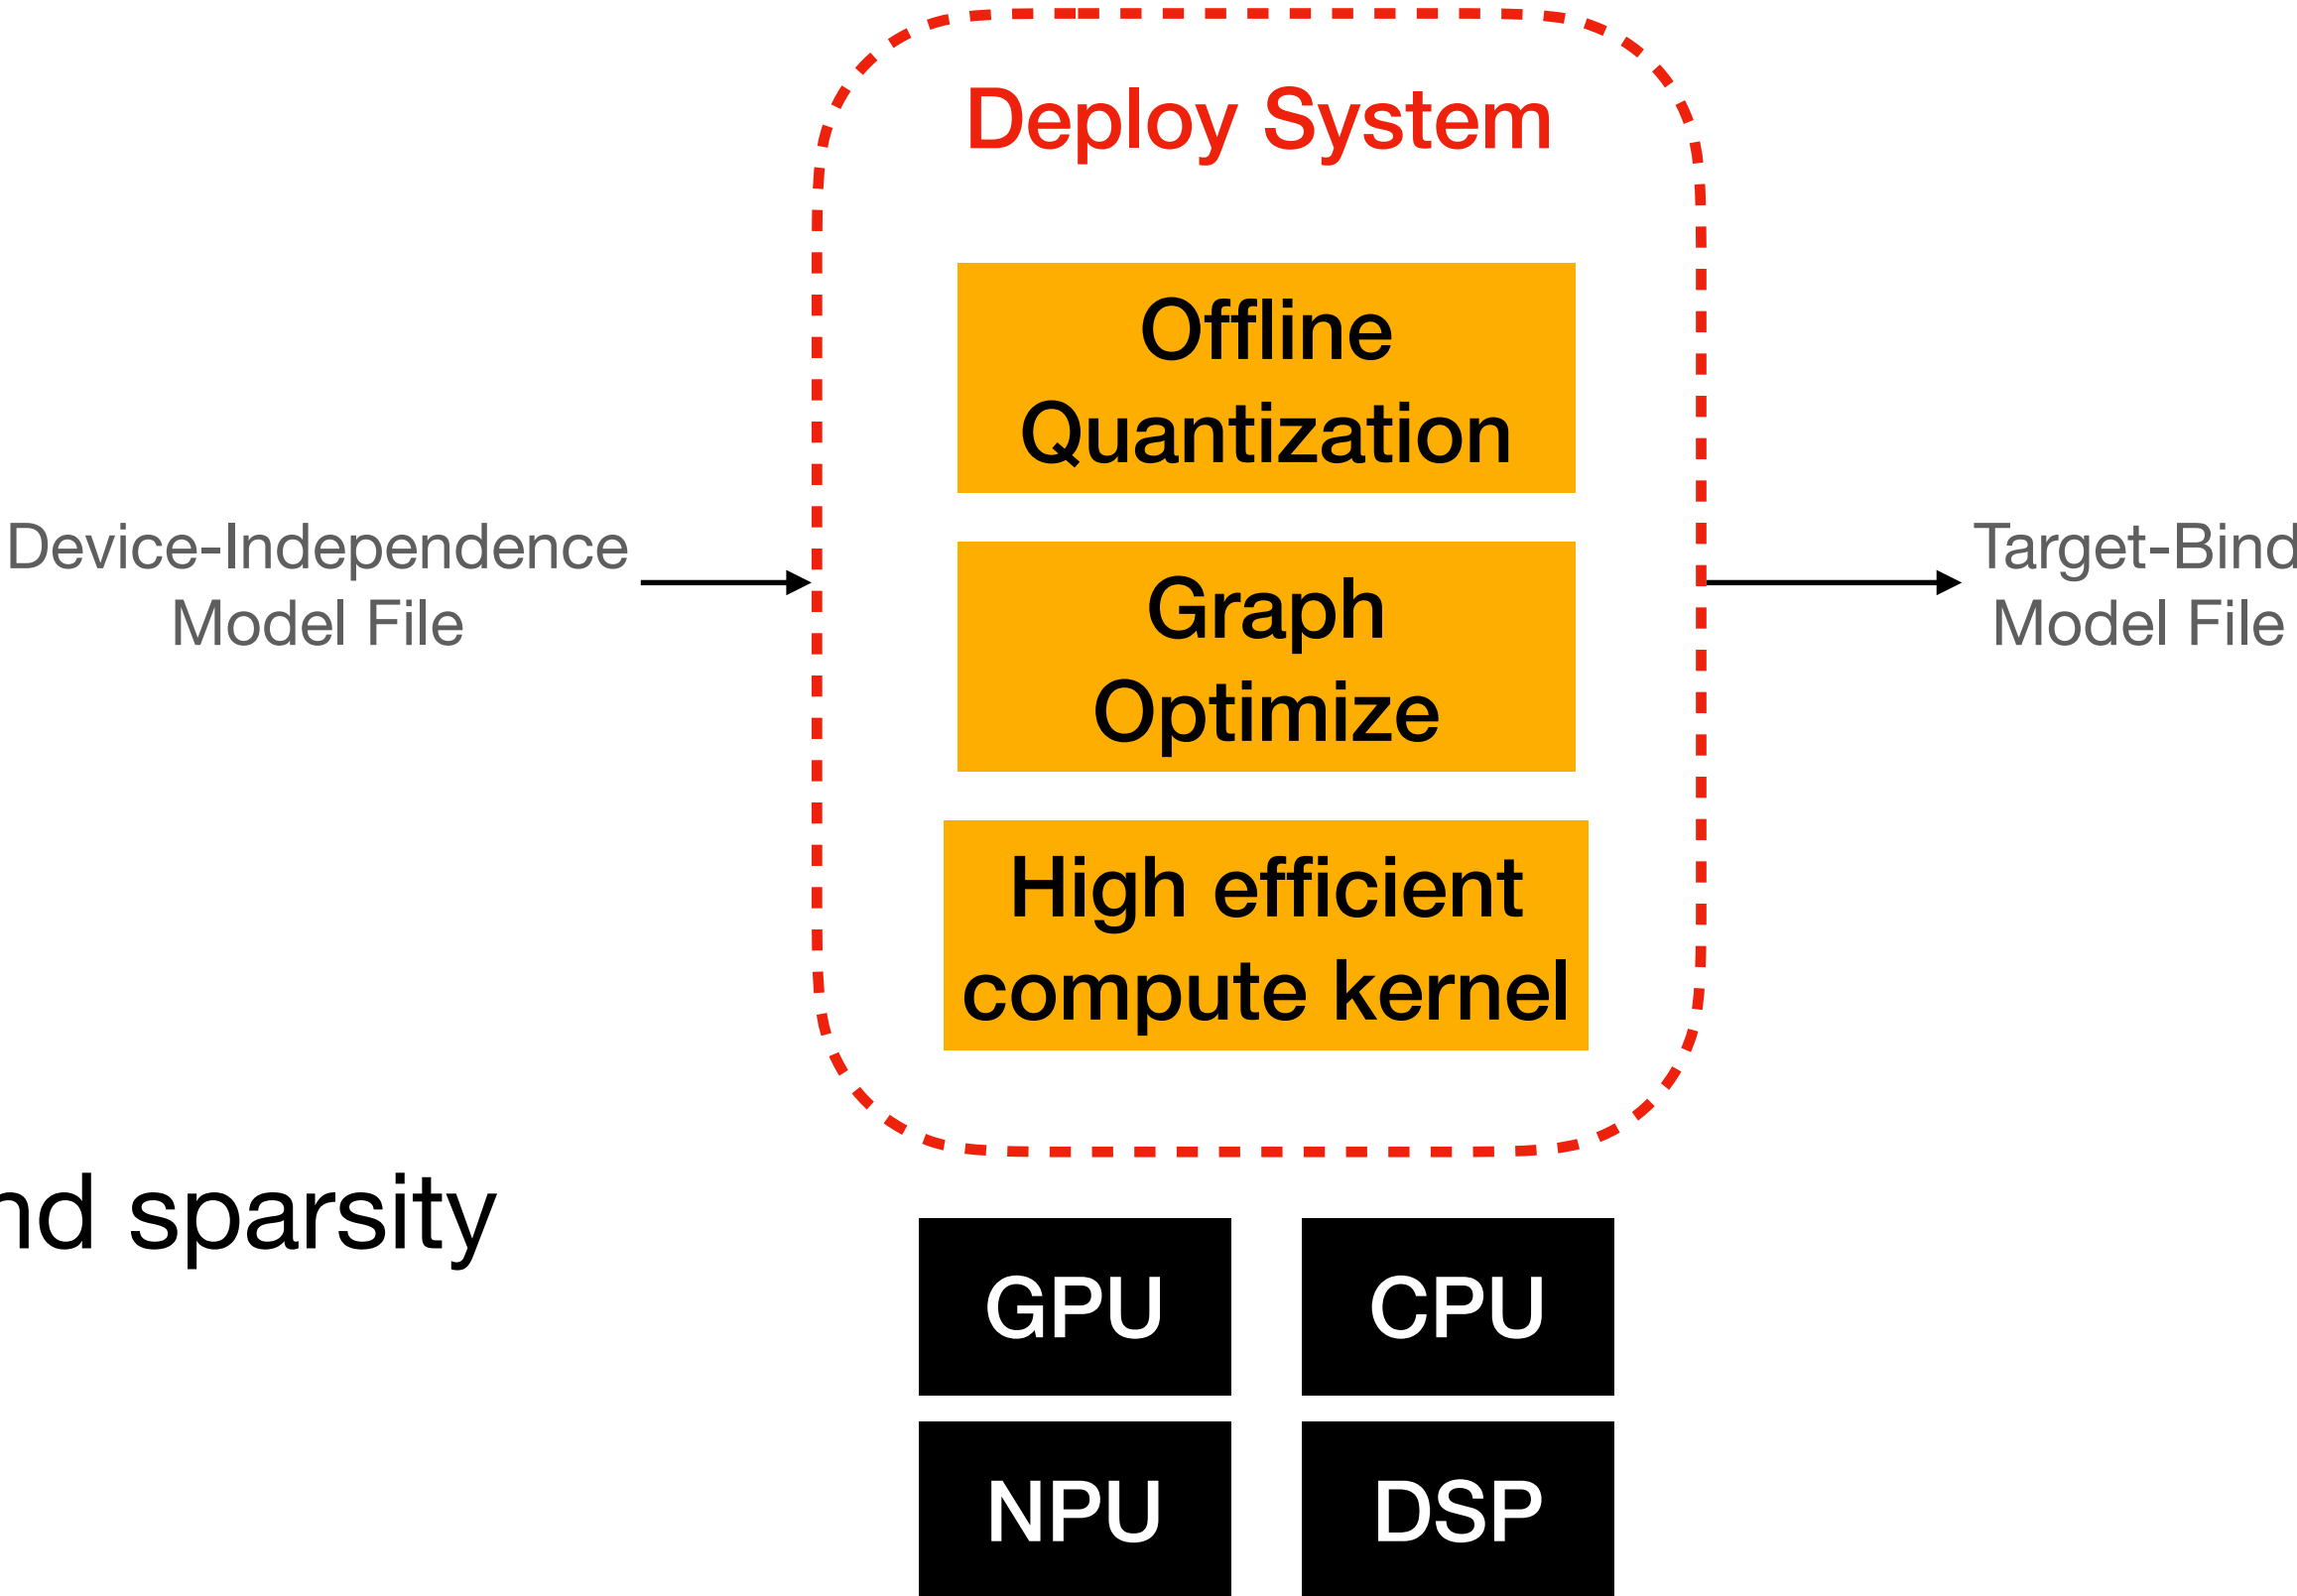 Deploy System
Offline
Quantization
Device-Independence
Model File
Graph
Optimize
Target-Bind
Model File
High efficient
compute kernel
nd sparsity
GPU
CPU
NPU
DSP